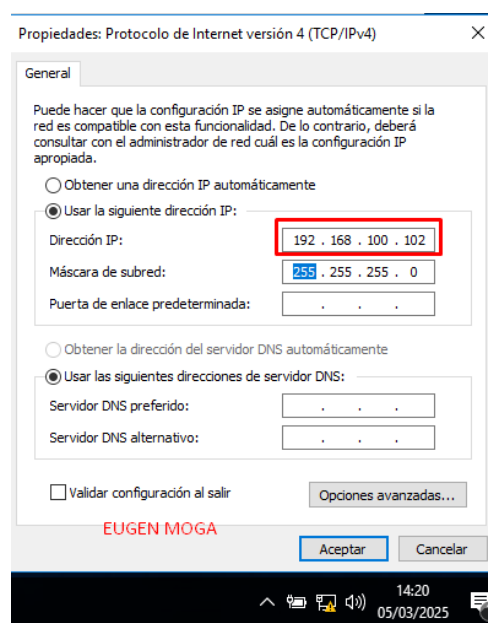 Propiedades: Protocolo de Internet versión 4 (TCP/IPv4)
General
Puede hacer que la configuración IP se asigne automáticamente si la
red es compatible con esta funcionalidad. De lo contrario, deberá
consultar con el administrador de red cuál es la configuración IP
apropiada.
Obtener una dirección IP automáticamente
Usar la siguiente dirección IP:
Dirección IP: 192 . 168 . 100 . 102
Máscara de subred: 255 . 255 . 255 . 0
Puerta de enlace predeterminada: . . .
Obtener la dirección del servidor DNS automáticamente
Usar las siguientes direcciones de servidor DNS:
Servidor DNS preferido: . . .
Servidor DNS alternativo: . . .
Validar configuración al salir Opciones avanzadas...
EUGEN MOGA
Aceptar Cancelar
14:20
05/03/2025